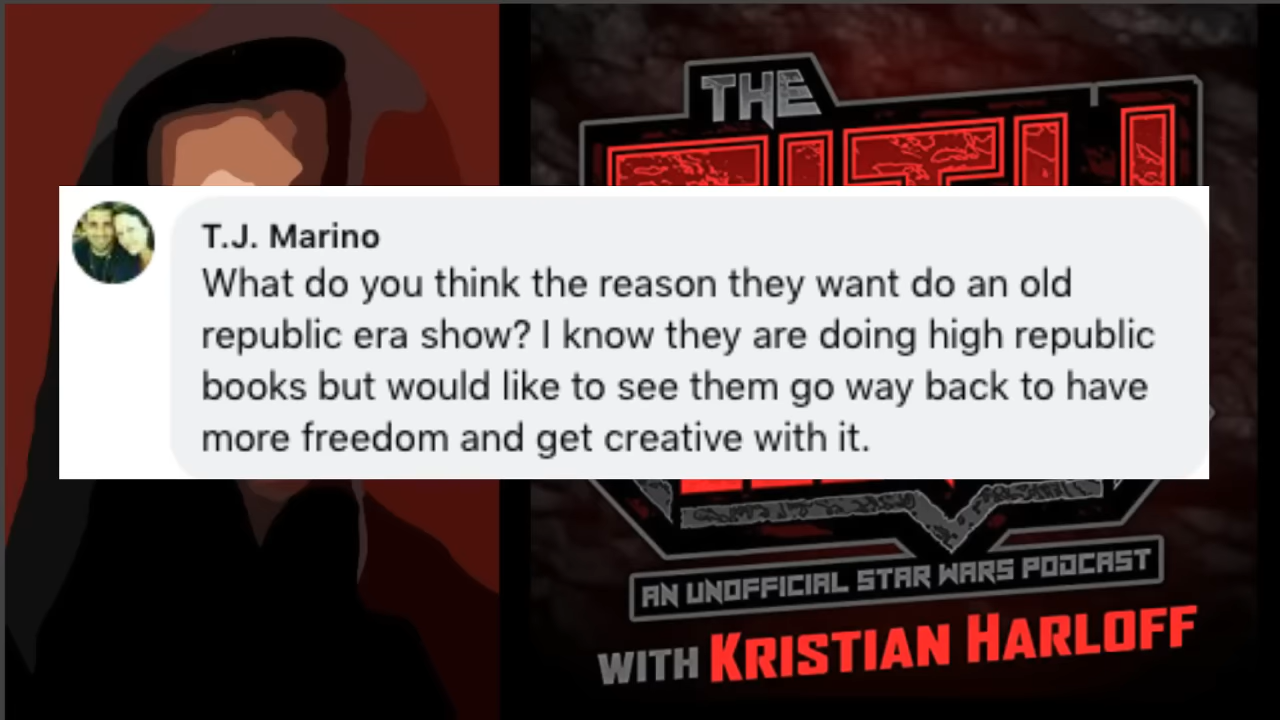 THE
SITH
T.J. Marino
What do you think the reason they want do an old
republic era show? I know they are doing high republic
books but would like to see them go way back to have
more freedom and get creative with it.
AN UNOFFICIAL STAR WARS PODCAST
WITH KRISTIAN HARLOFF